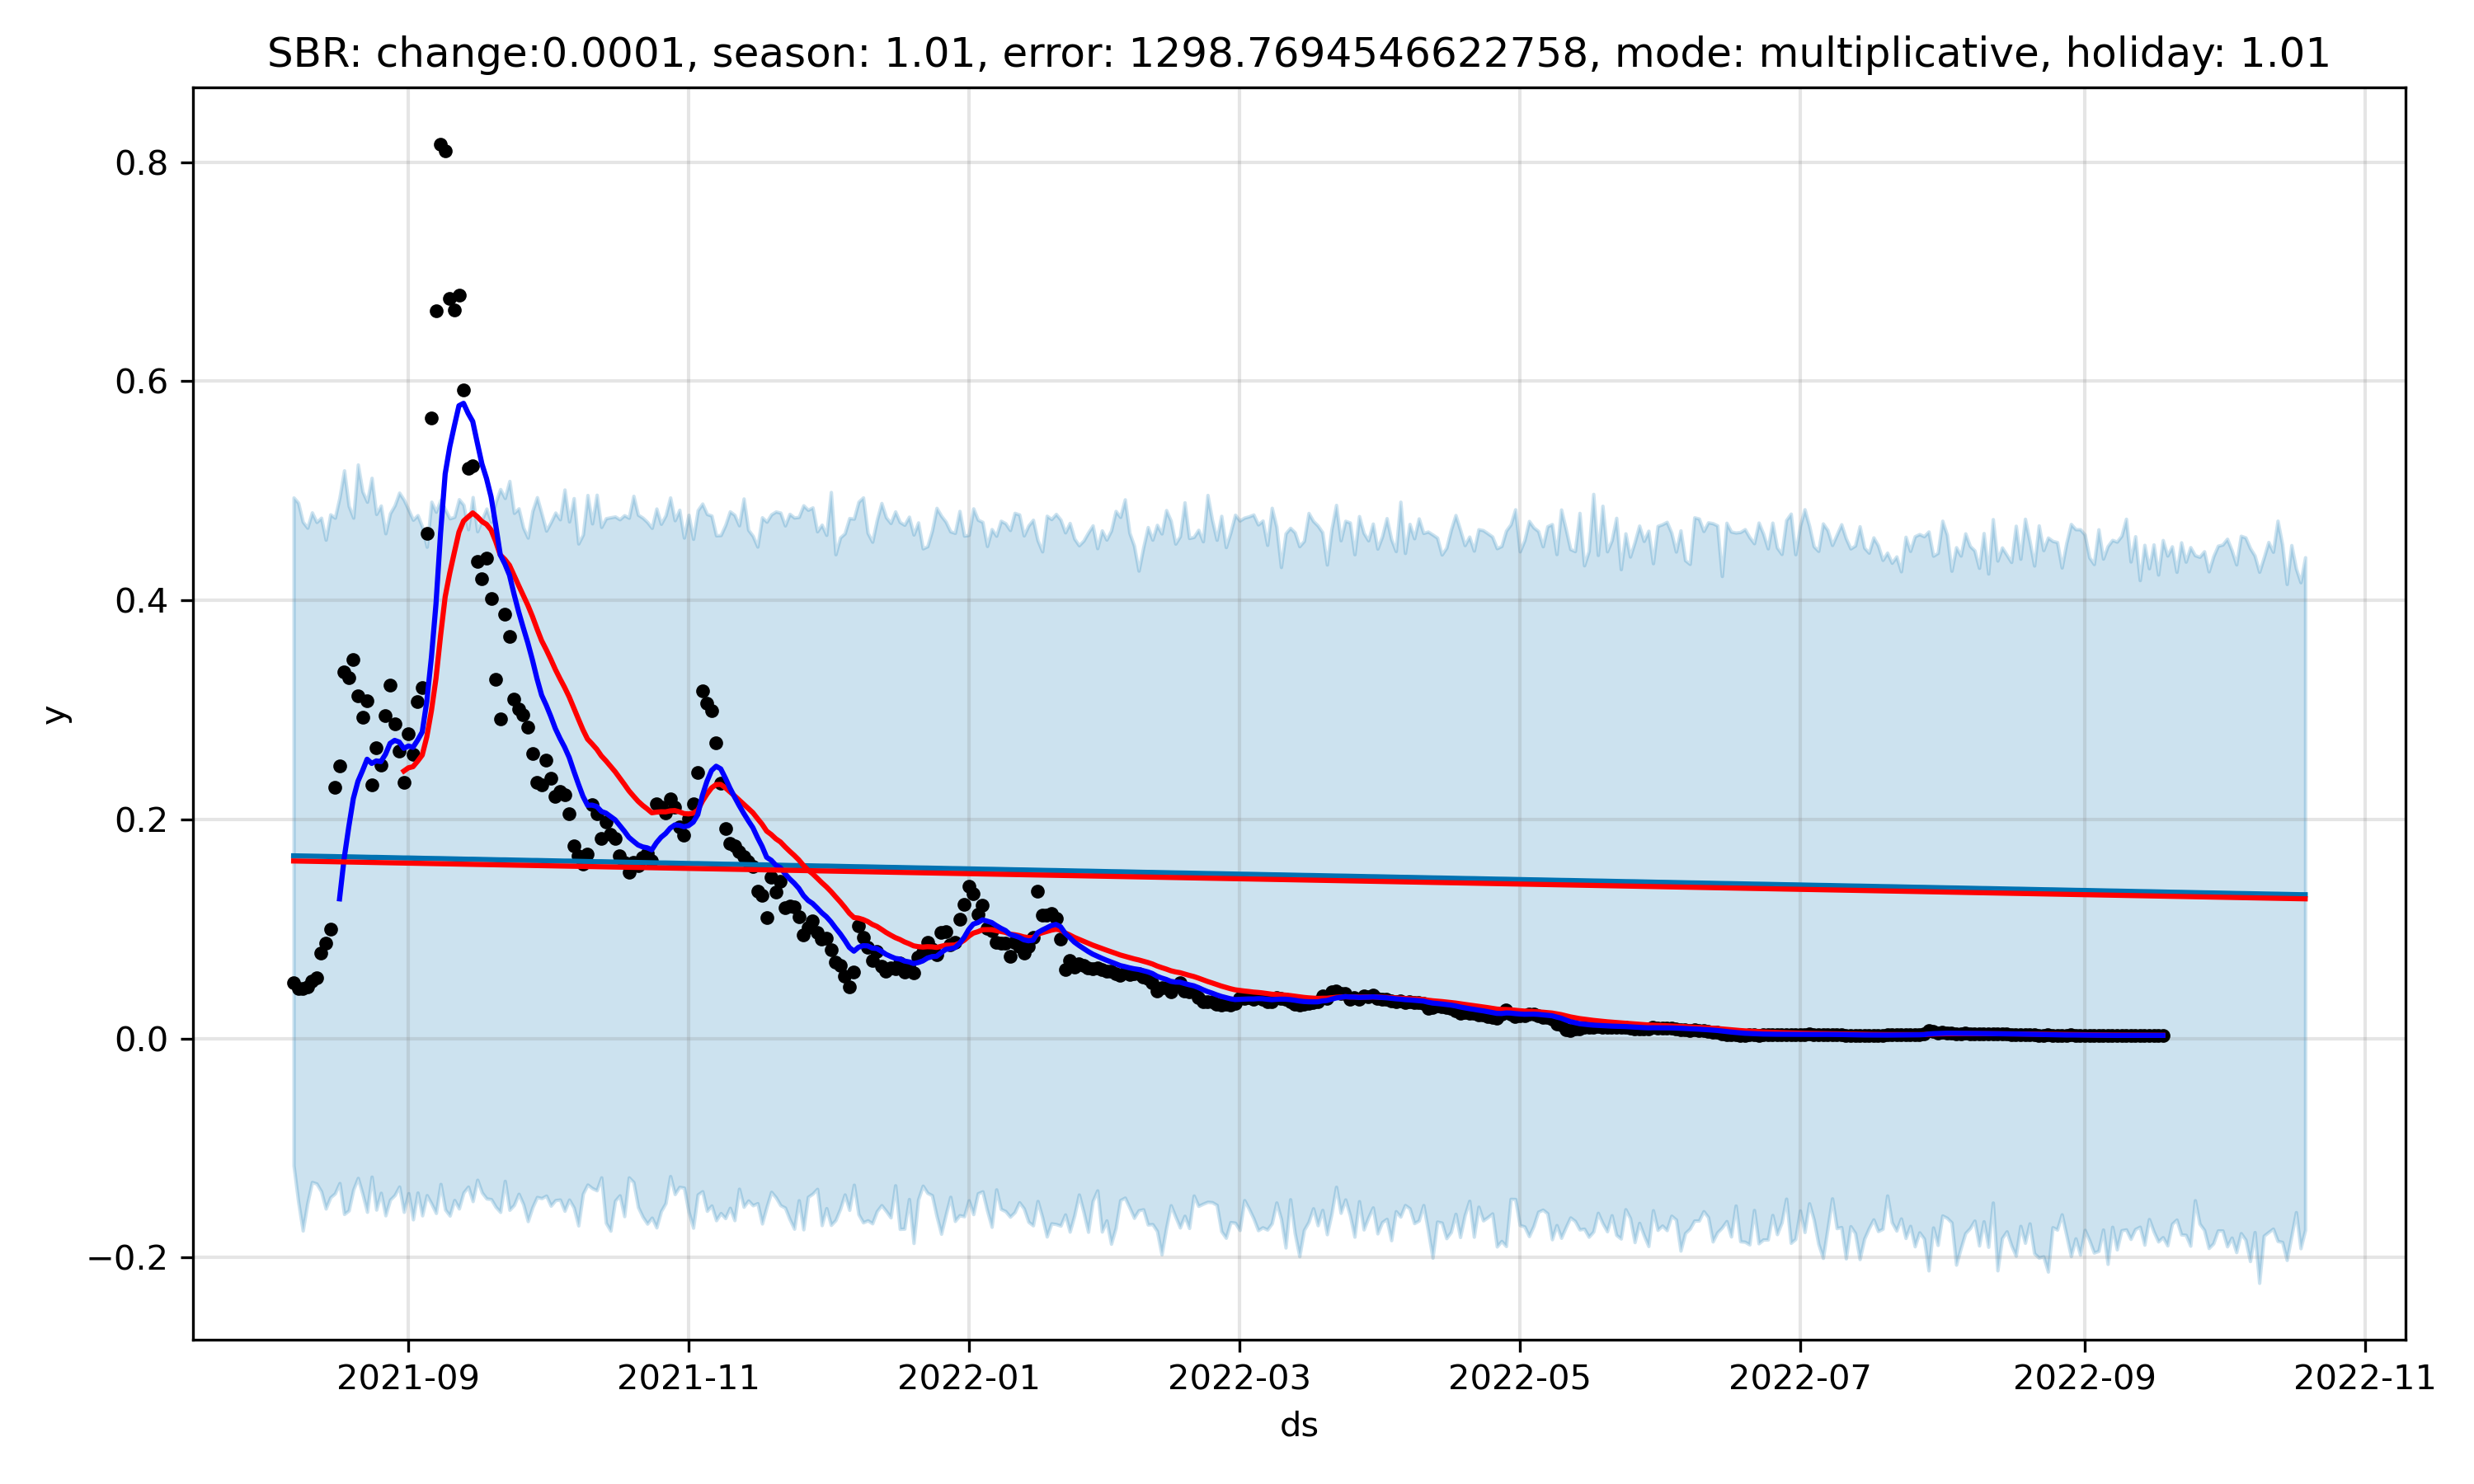 SBR: change:0.0001, season: 1.01, error: 1298.7694546622758, mode: multiplicative, holiday: 1.01
0.8
0.6
0.4
0.2
0.0
−0.2
y
2021-09 2021-11 2022-01 2022-03 2022-05 2022-07 2022-09 2022-11
ds